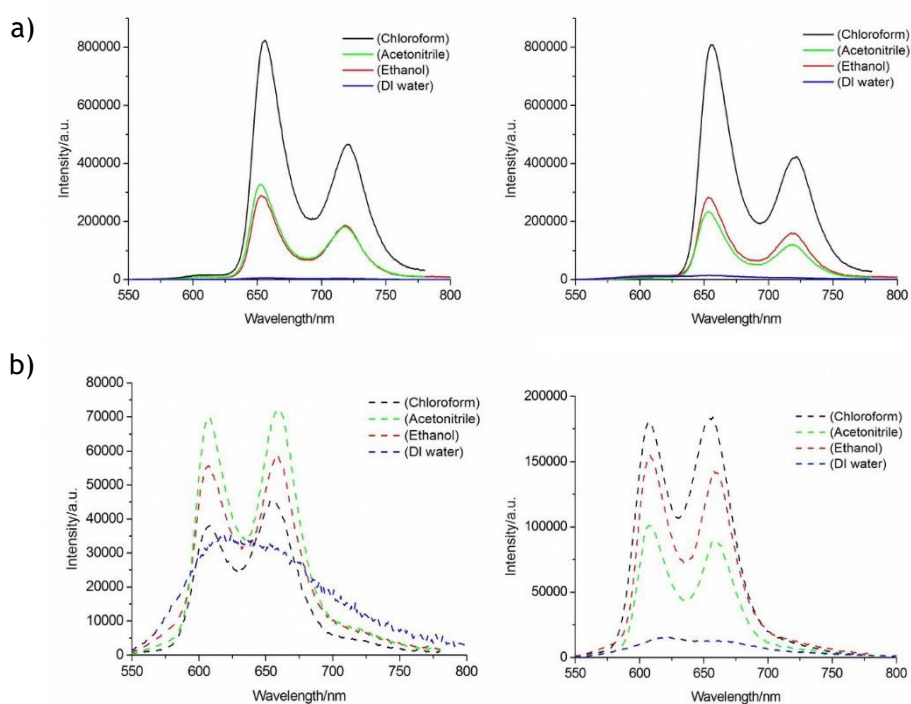 a)
800000
600000
400000
200000
0
Intensity/a.u.
550 600 650 700 750 800
Wavelength/nm
(Chloroform)
(Acetonitrile)
(Ethanol)
(DI water)
800000
600000
400000
200000
0
Intensity/a.u.
550 600 650 700 750 800
Wavelength/nm
(Chloroform)
(Acetonitrile)
(Ethanol)
(DI water)
b)
80000
70000
60000
50000
40000
30000
20000
10000
0
Intensity/a.u.
550 600 650 700 750 800
Wavelength/nm
(Chloroform)
(Acetonitrile)
(Ethanol)
(DI water)
200000
150000
100000
50000
0
Intensity/a.u.
550 600 650 700 750 800
Wavelength/nm
(Chloroform)
(Acetonitrile)
(Ethanol)
(DI water)